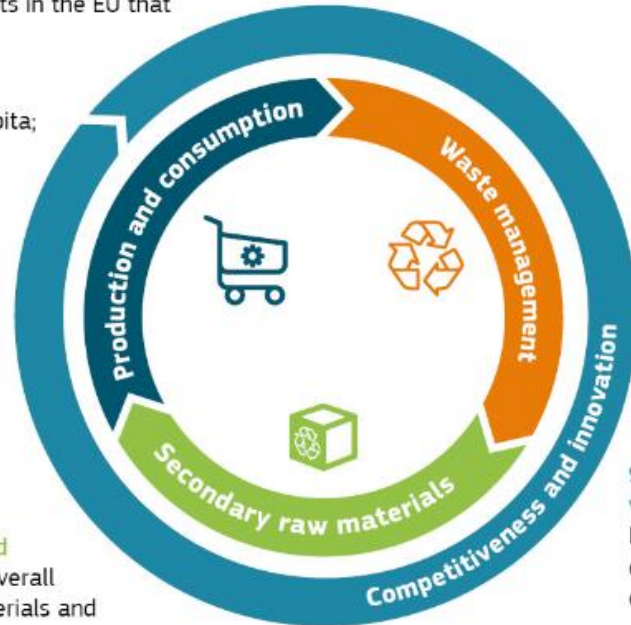 ts in the EU that
pita;
Production and consumption
Waste management
Secondary raw materials
Competitiveness and innovation
verall
erials and